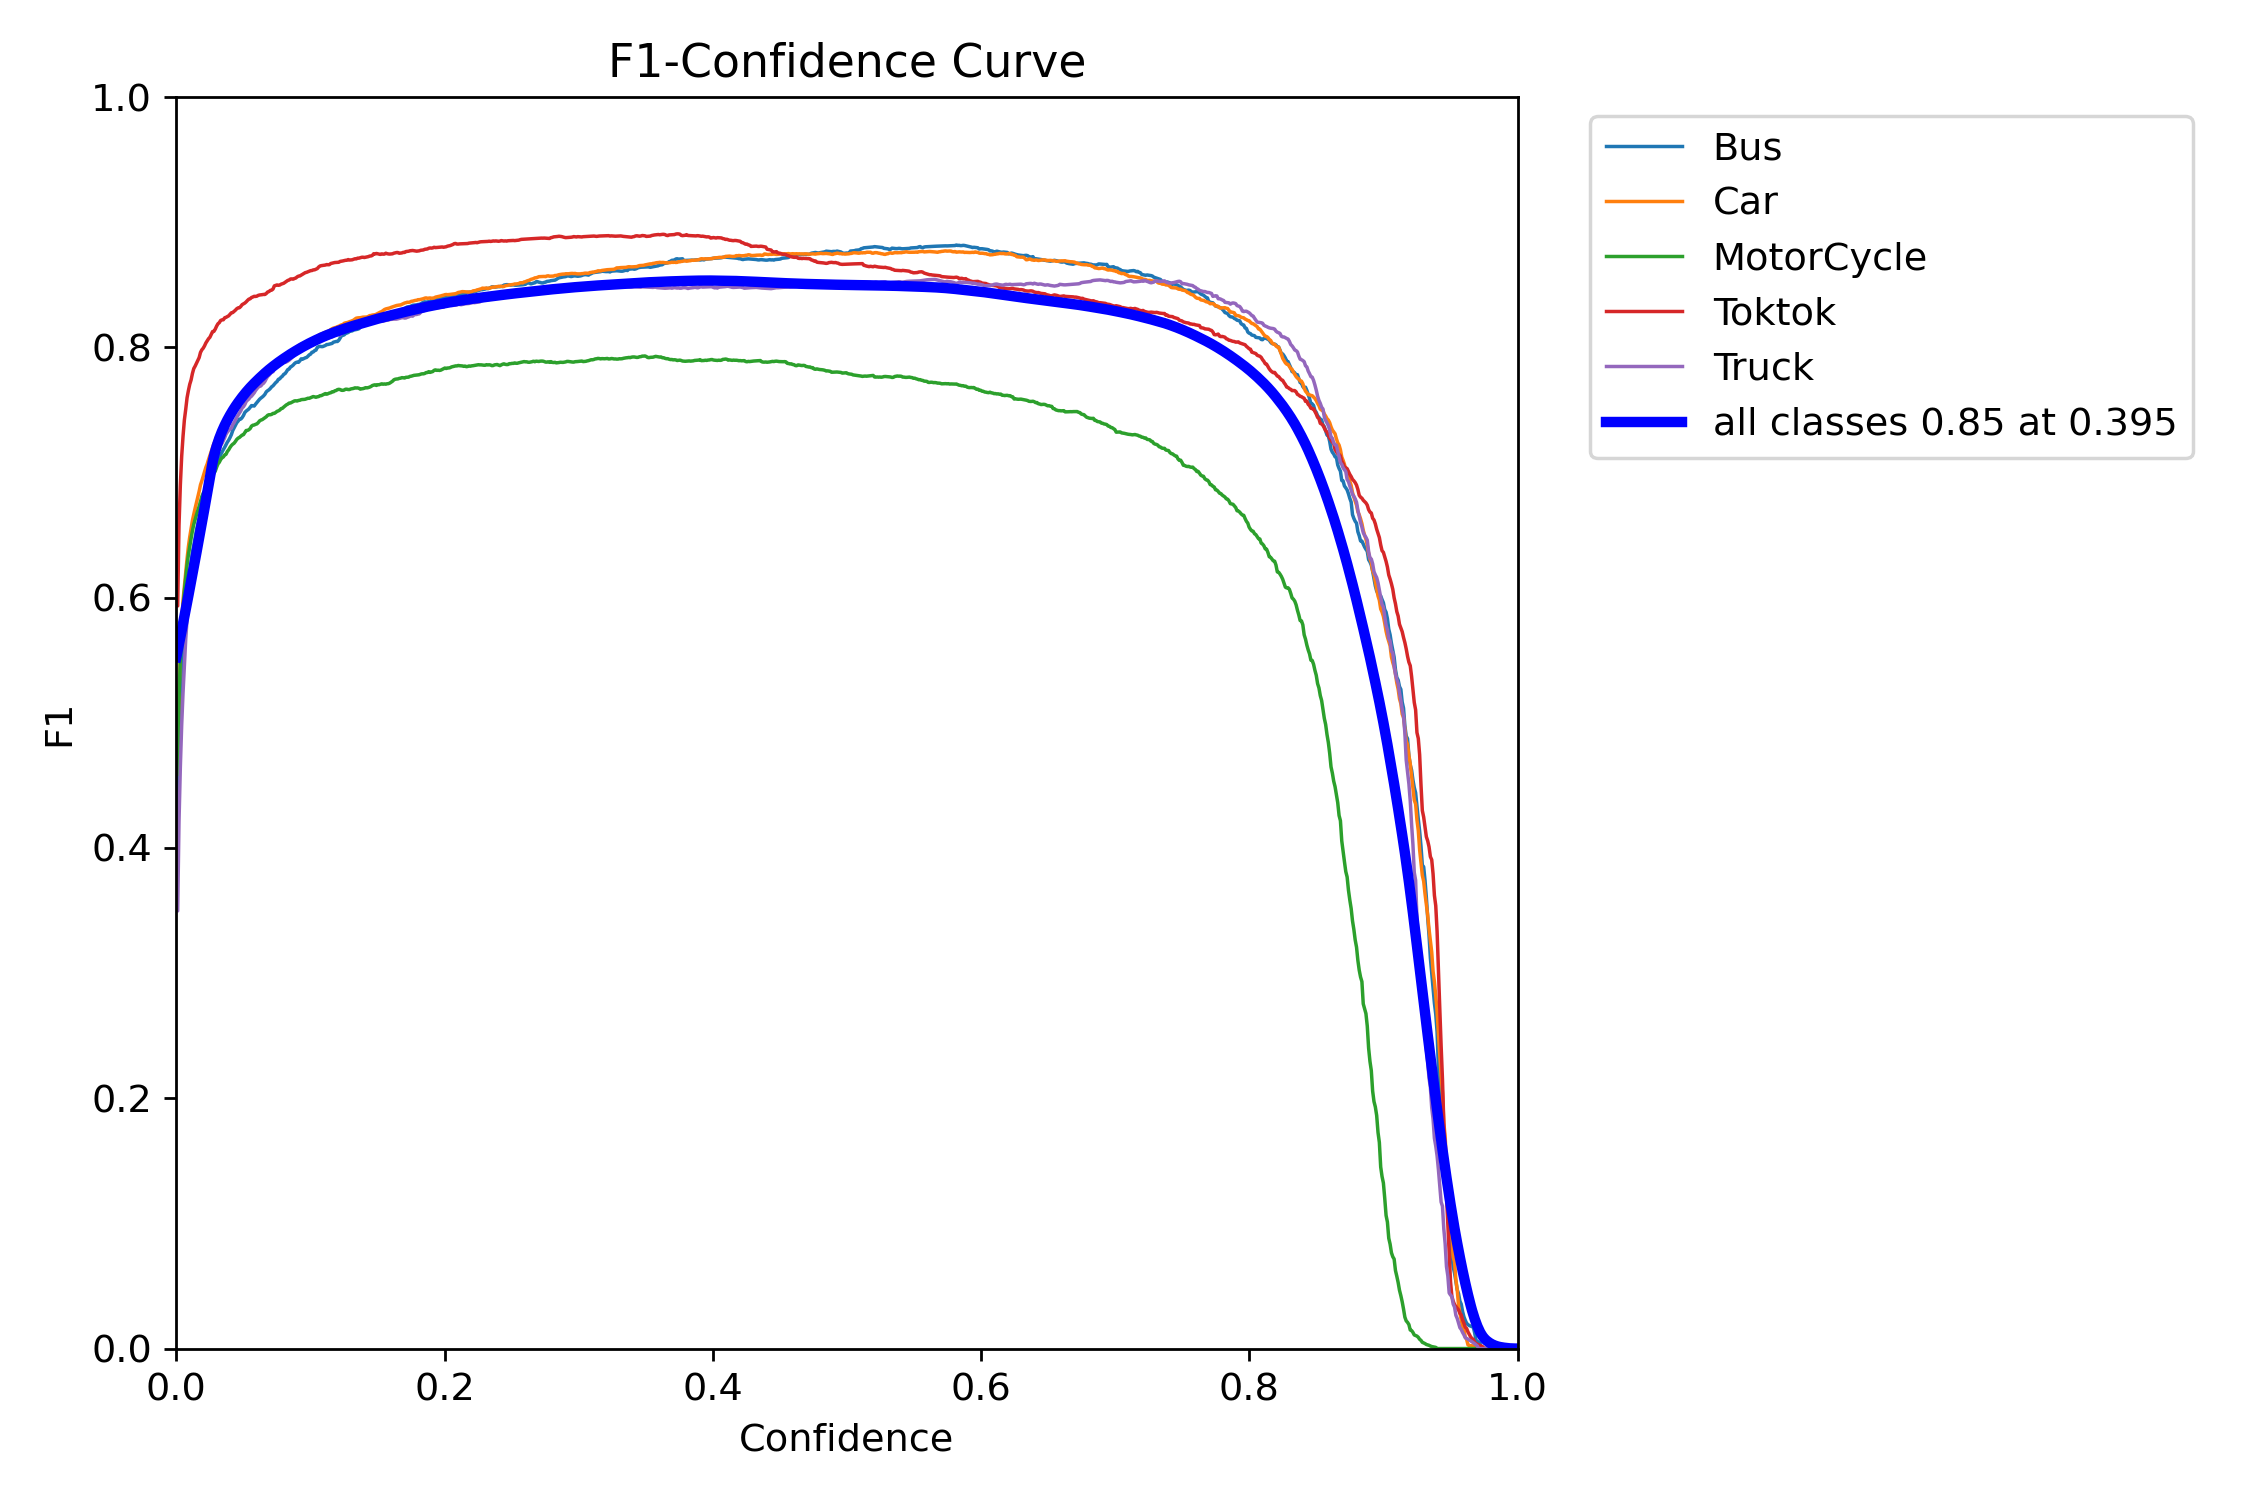 F1-Confidence Curve
1.0
0.8
0.6
0.4
0.2
0.0
F1
0.0 0.2 0.4 0.6 0.8 1.0
Confidence
Bus
Car
MotorCycle
Toktok
Truck
all classes 0.85 at 0.395